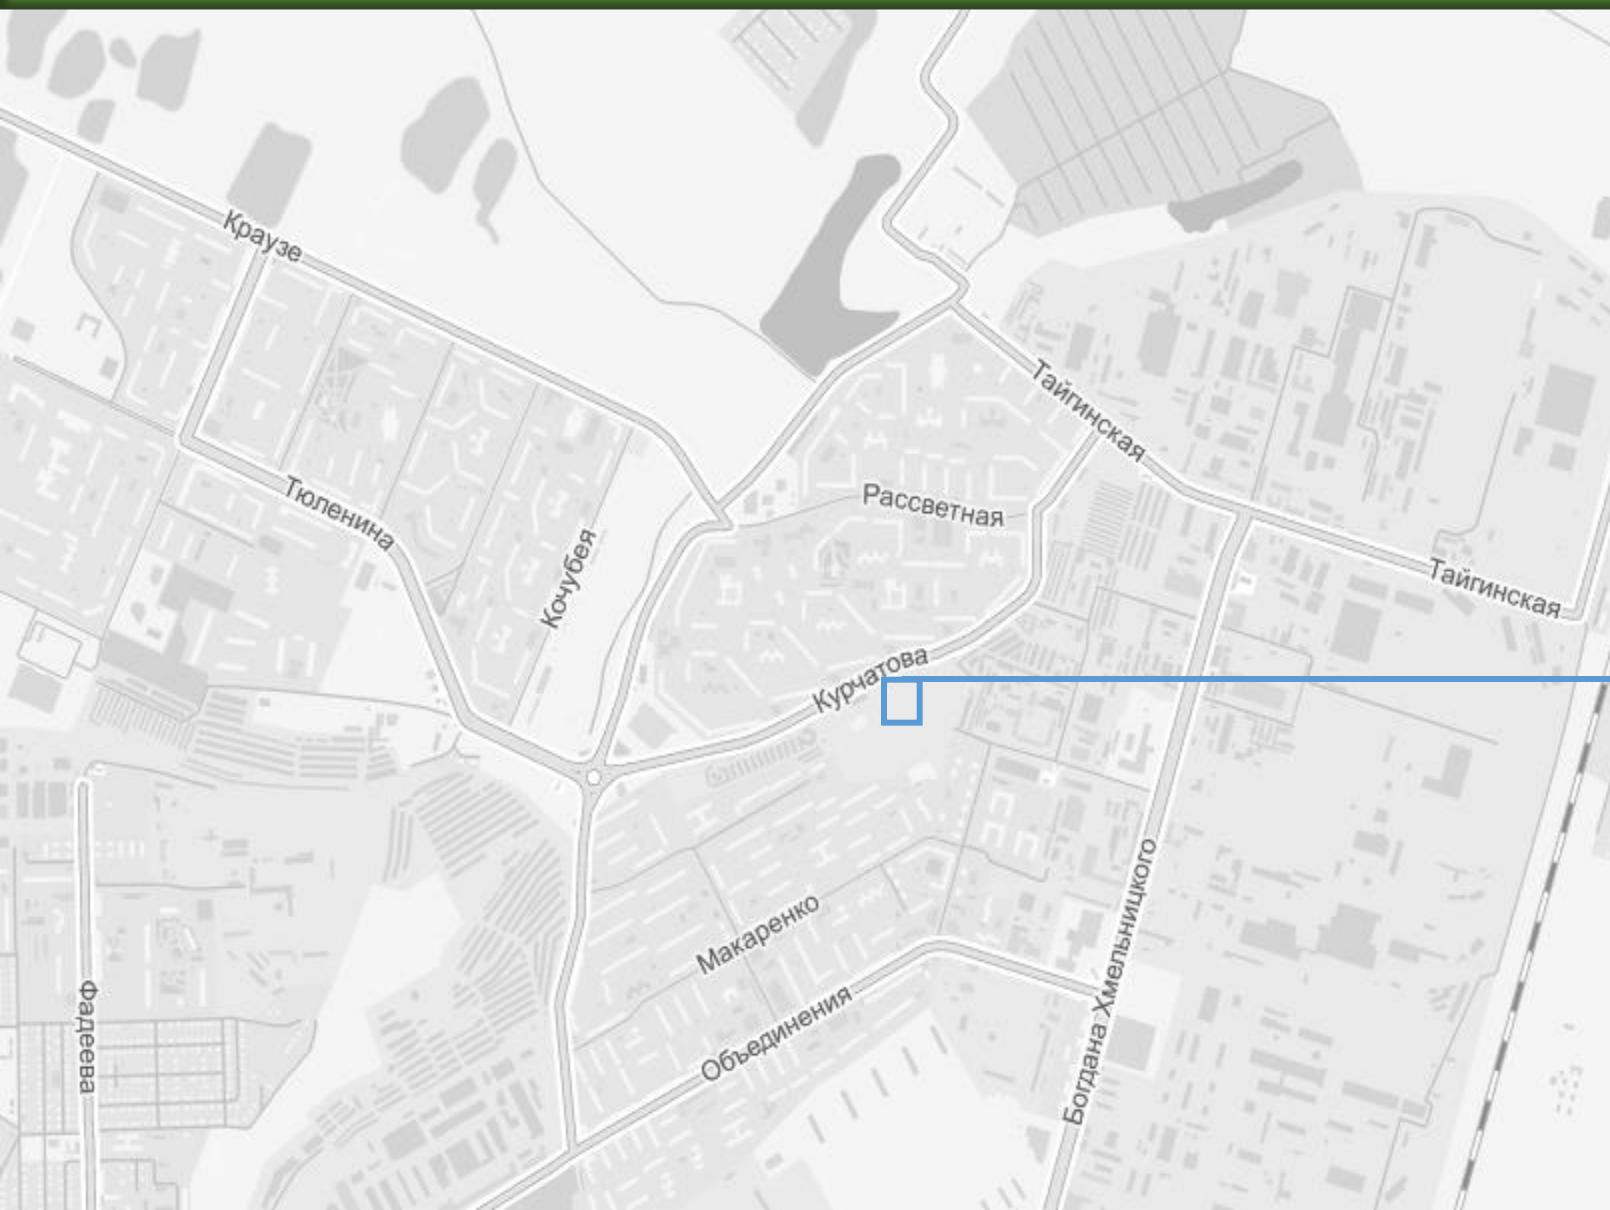 Краузе
Тайгинская
Тюленина
Рассветная
Кочубея
Тайгинская
Курчатова
Макаренко
Богдана Хмельницкого
Фадеева
Объединения